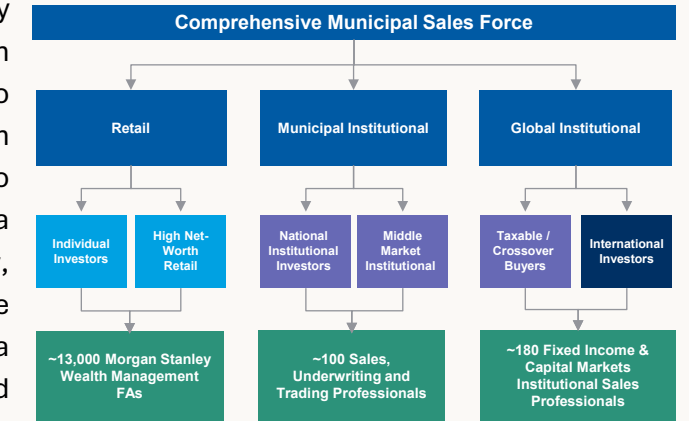 Comprehensive Municipal Sales Force
Retail
Municipal Institutional
Global Institutional
Individual
Investors
High Net-
Worth
Retail
National
Institutional
Investors
Middle
Market
Institutional
Taxable /
Crossover
Buyers
International
Investors
~13,000 Morgan Stanley
Wealth Management
FAs
~100 Sales,
Underwriting and
Trading Professionals
~180 Fixed Income &
Capital Markets
Institutional Sales
Professionals